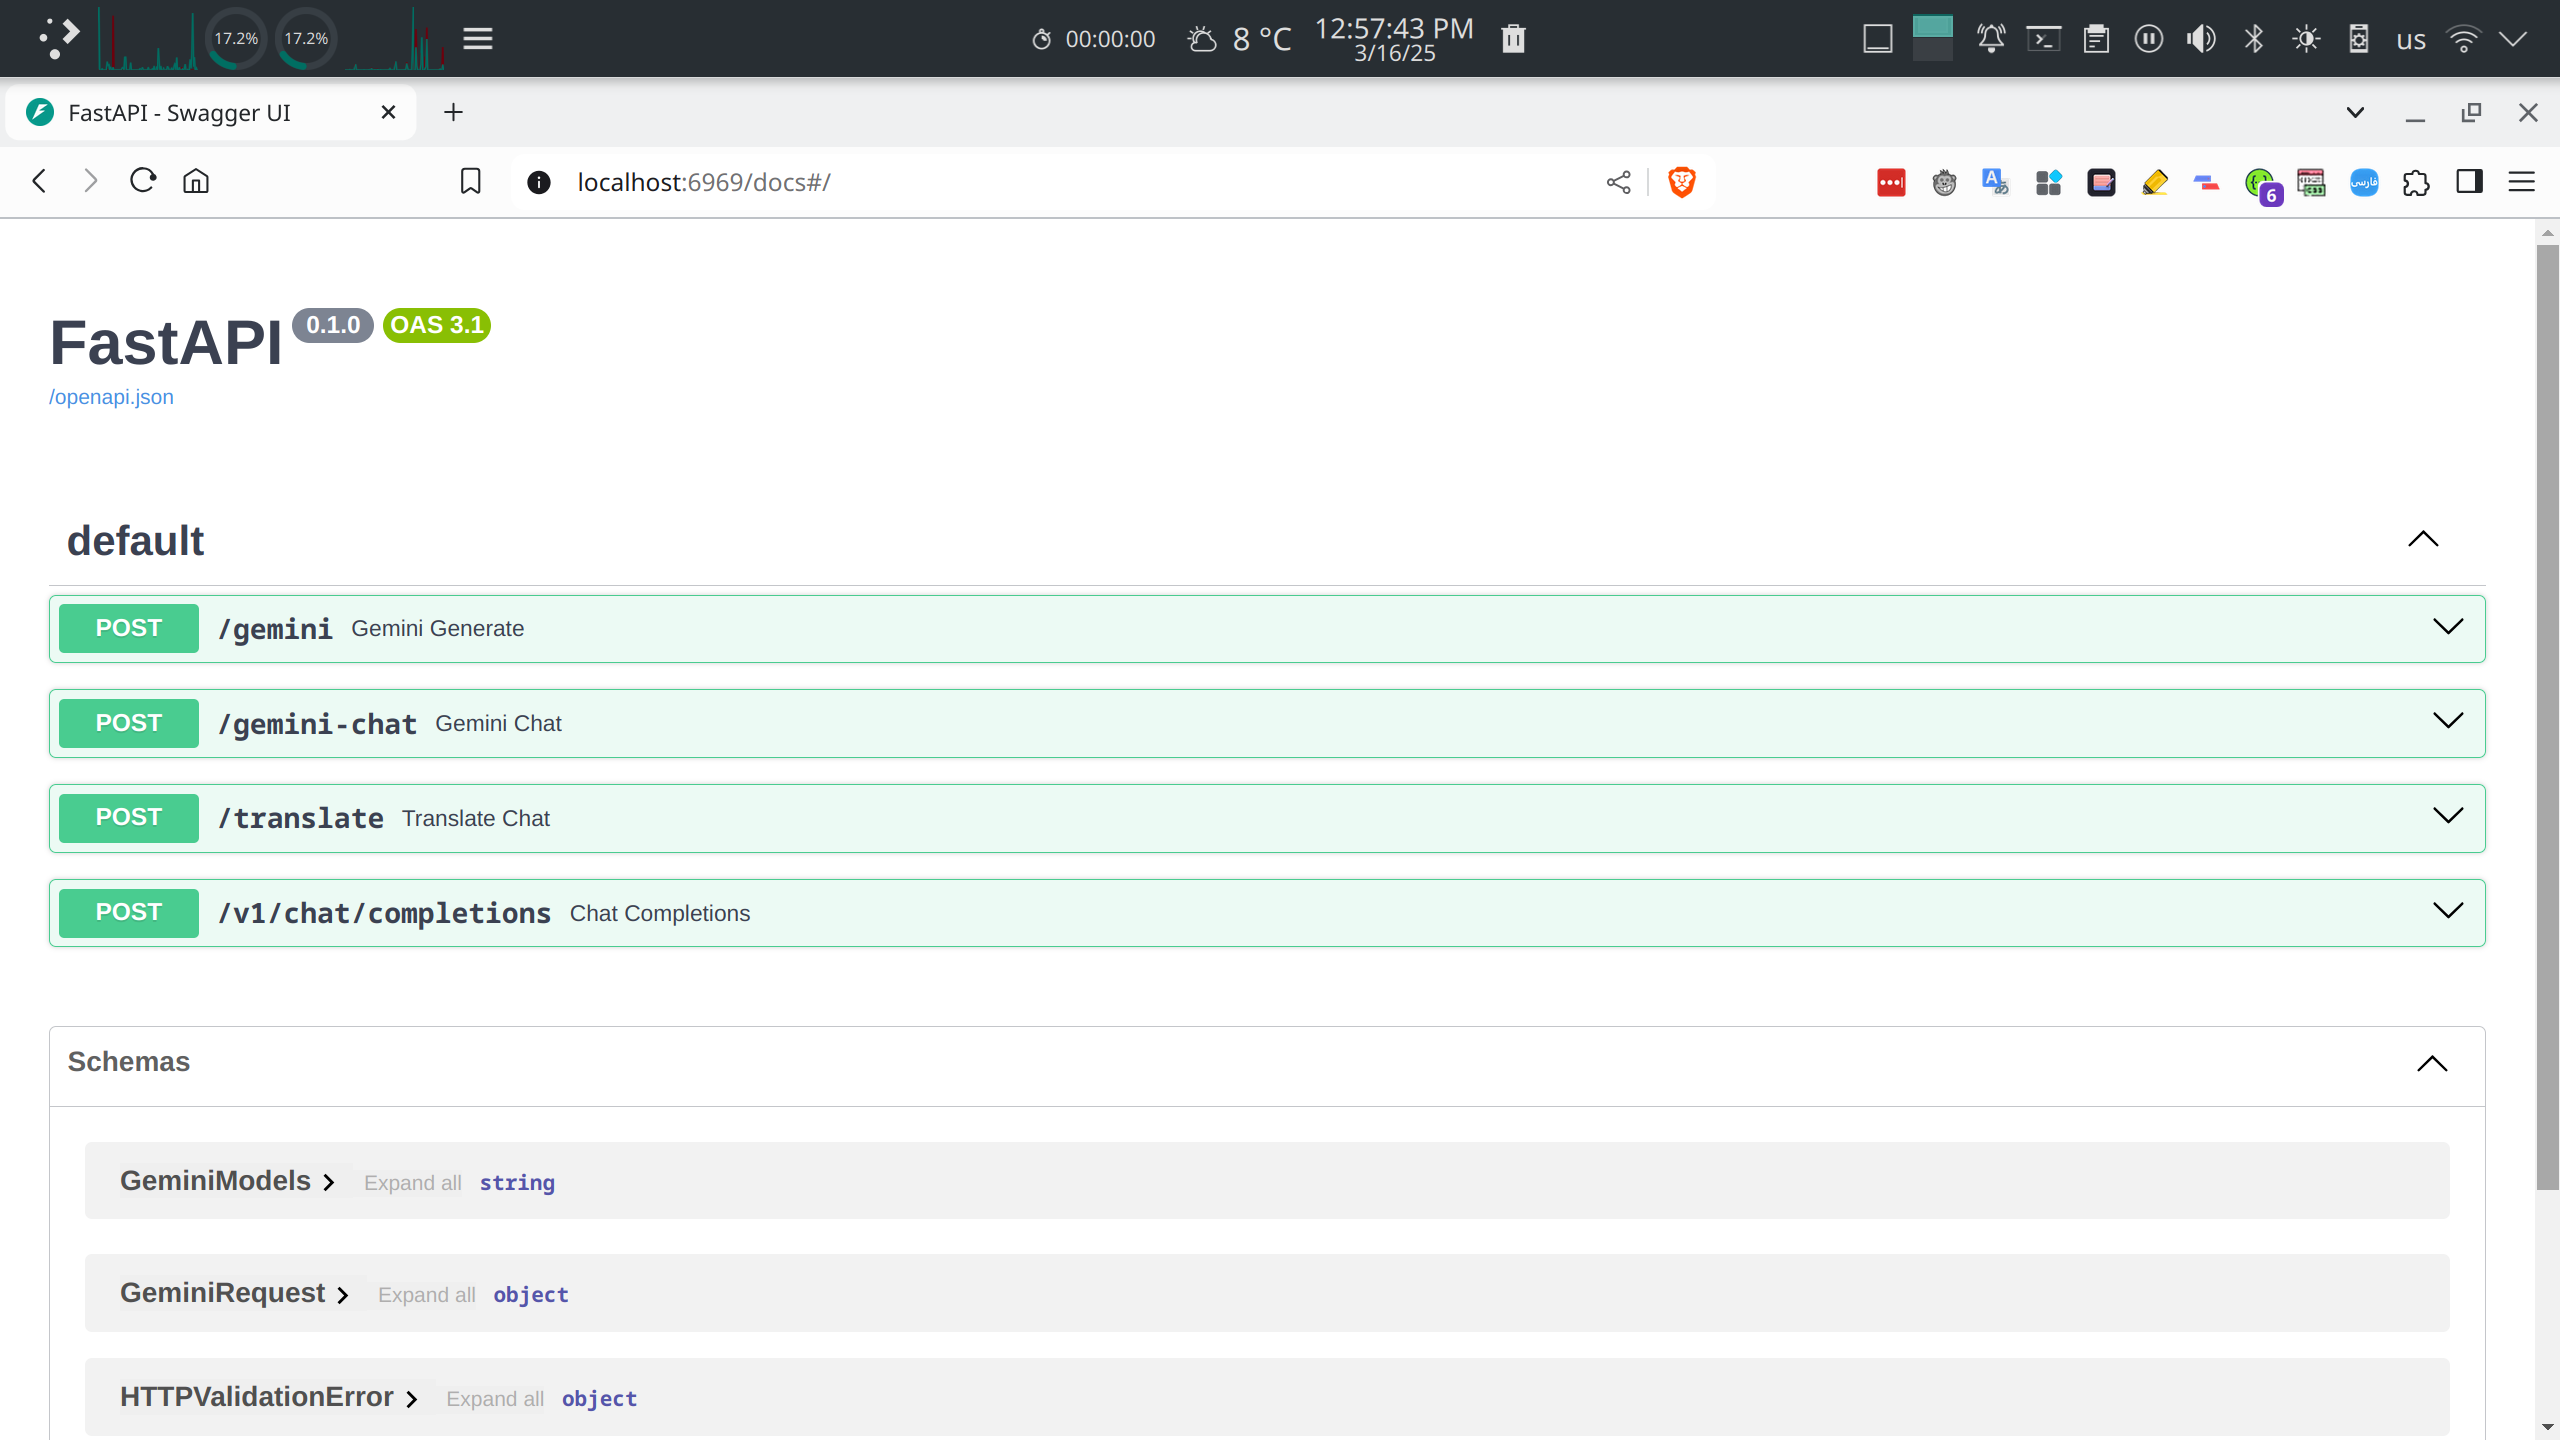 17.2%
17.2%
00:00:00
8 °C
12:57:43 PM
3/16/25
us
FastAPI - Swagger UI
localhost:6969/docs#/
6
فارسی
FastAPI 0.1.0 OAS 3.1
/openapi.json
default
POST /gemini Gemini Generate
POST /gemini-chat Gemini Chat
POST /translate Translate Chat
POST /v1/chat/completions Chat Completions
Schemas
GeminiModels Expand all string
GeminiRequest Expand all object
HTTPValidationError Expand all object